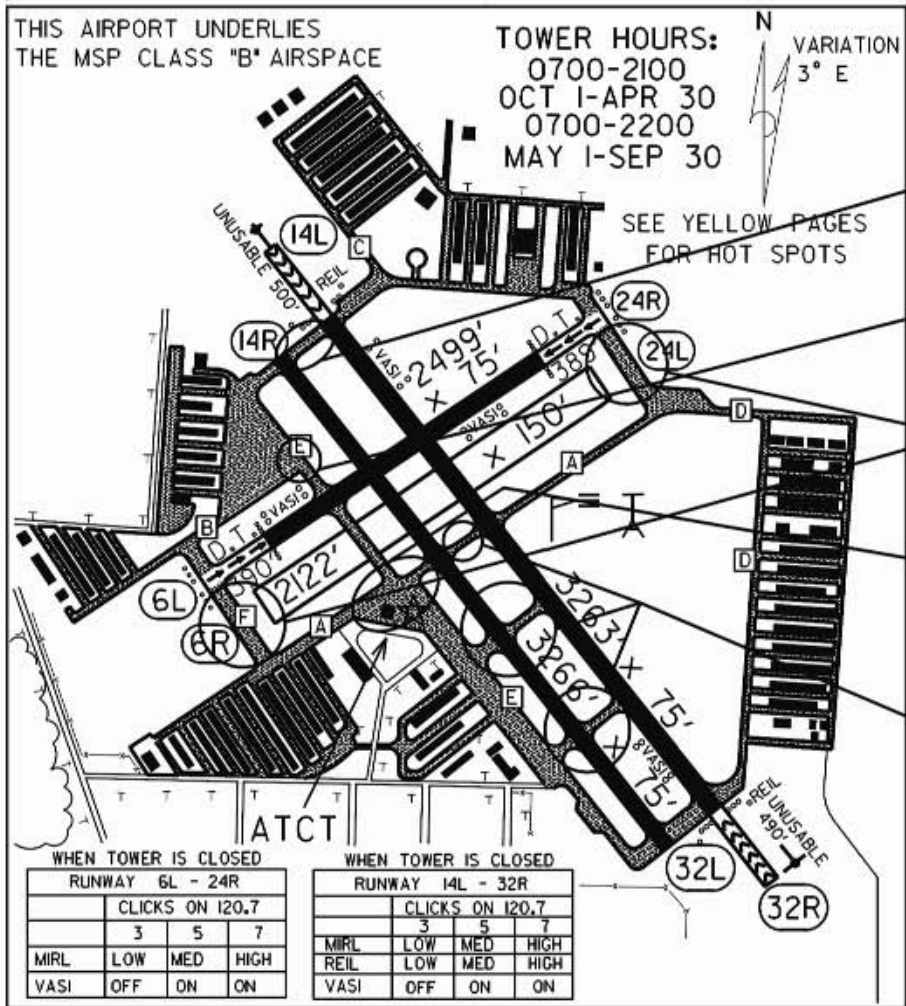 THIS AIRPORT UNDERLIES
THE MSP CLASS "B" AIRSPACE
TOWER HOURS:
0700-2100
OCT 1-APR 30
0700-2200
MAY 1-SEP 30
N
VARIATION
3° E
SEE YELLOW PAGES
FOR HOT SPOTS
UNUSABLE 500'
14L
REIL
C
14R
VASI
2499'
X 75'
D.T.
389'
24R
24L
VASI
X 150'
E
A
D
D
B
VASI
D.T.
390'
2122'
6L
F
6R
A
3263'
X 75'
3266'
X 75'
E
VASI
REIL
UNUSABLE
490'
ATCT
32L
32R
WHEN TOWER IS CLOSED
RUNWAY 6L - 24R
CLICKS ON 120.7
3 5 7
MIRL LOW MED HIGH
VASI OFF ON ON
WHEN TOWER IS CLOSED
RUNWAY 14L - 32R
CLICKS ON 120.7
3 5 7
MIRL LOW MED HIGH
REIL LOW MED HIGH
VASI OFF ON ON